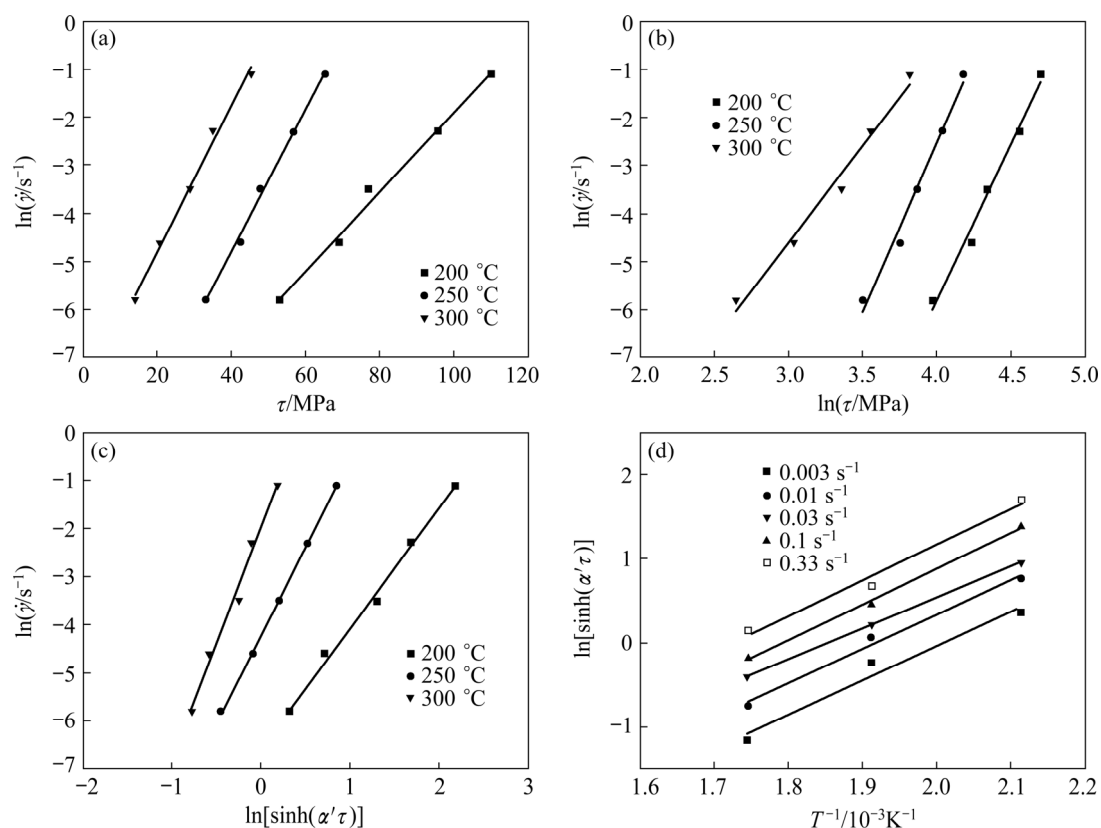 (a)
0
−1
−2
−3
−4
−5
−6
−7
ln(γ̇/s⁻¹)
200 °C
250 °C
300 °C
0 20 40 60 80 100 120
τ/MPa
(b)
0
−1
−2
−3
−4
−5
−6
−7
ln(γ̇/s⁻¹)
200 °C
250 °C
300 °C
2.0 2.5 3.0 3.5 4.0 4.5 5.0
ln(τ/MPa)
(c)
0
−1
−2
−3
−4
−5
−6
−7
ln(γ̇/s⁻¹)
200 °C
250 °C
300 °C
−2 −1 0 1 2 3
ln[sinh(α′τ)]
(d)
2
1
0
−1
ln[sinh(α′τ)]
0.003 s⁻¹
0.01 s⁻¹
0.03 s⁻¹
0.1 s⁻¹
0.33 s⁻¹
1.6 1.7 1.8 1.9 2.0 2.1 2.2
T⁻¹/10⁻³K⁻¹